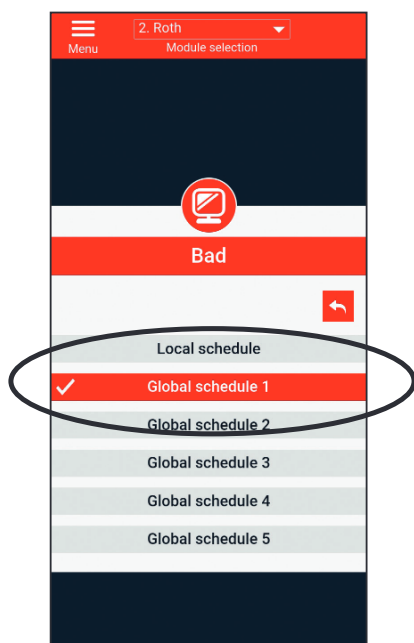 2. Roth
Menu
Module selection
Bad
Local schedule
Global schedule 1
Global schedule 2
Global schedule 3
Global schedule 4
Global schedule 5